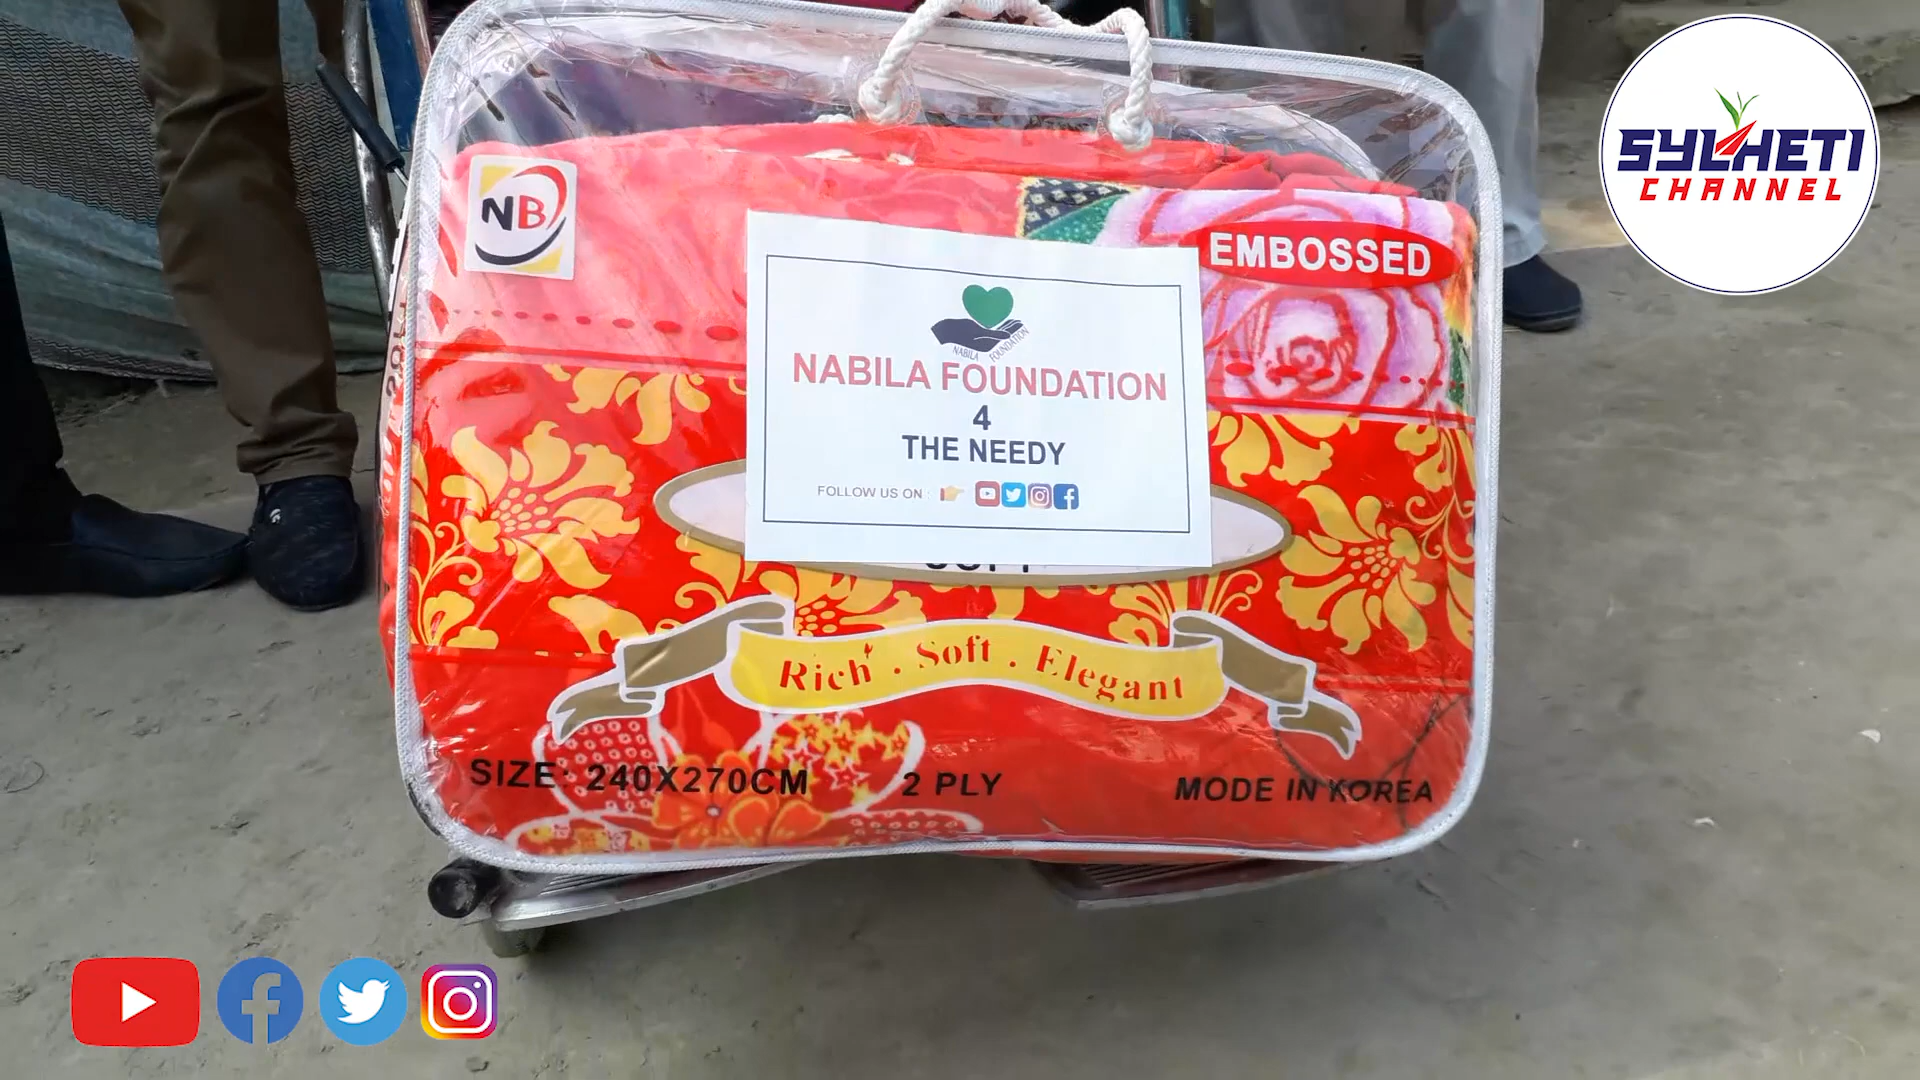 SYLHETI
CHANNEL
NB
EMBOSSED
NABILA FOUNDATION
NABILA FOUNDATION
4
THE NEEDY
FOLLOW US ON :
Rich . Soft . Elegant
SIZE: 240X270CM 2 PLY MODE IN KOREA